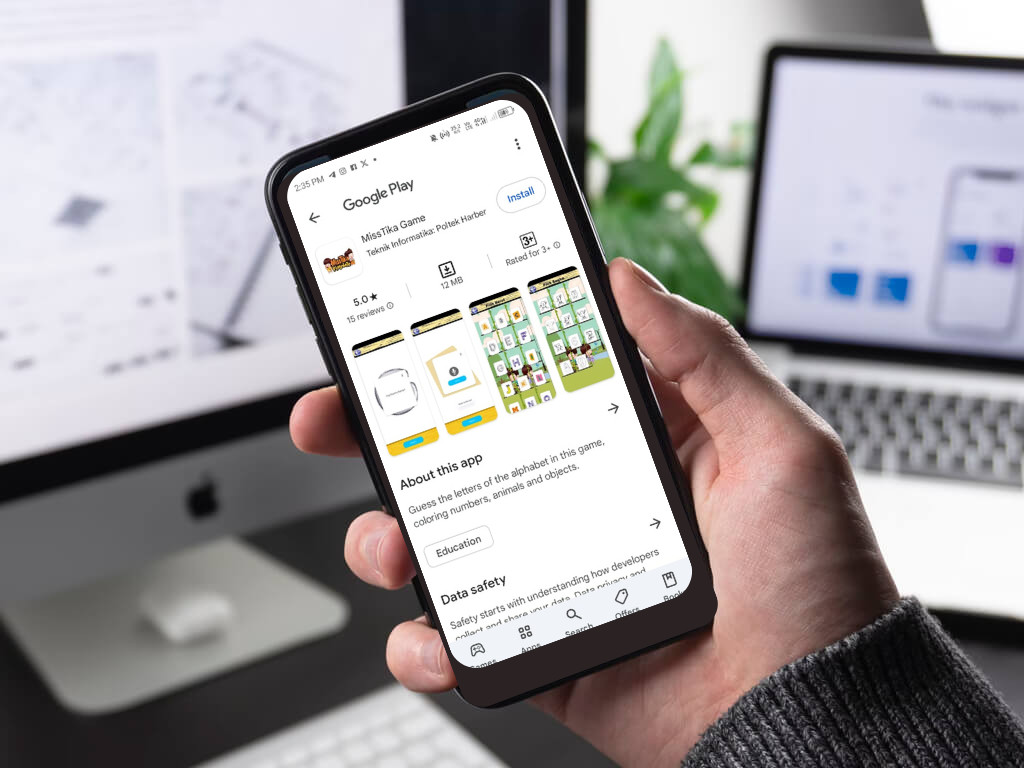 2:35 PM
Google Play
MissTika Game
Teknik Informatika: Poltek Harber
Install
5.0★
15 reviews
12 MB
3+
Rated for 3+
About this app
Guess the letters of the alphabet in this game,
coloring numbers, animals and objects.
Education
Data safety
Safety starts with understanding how developers
collect and share your data. Data privacy and
Games
Apps
Search
Offers
Books